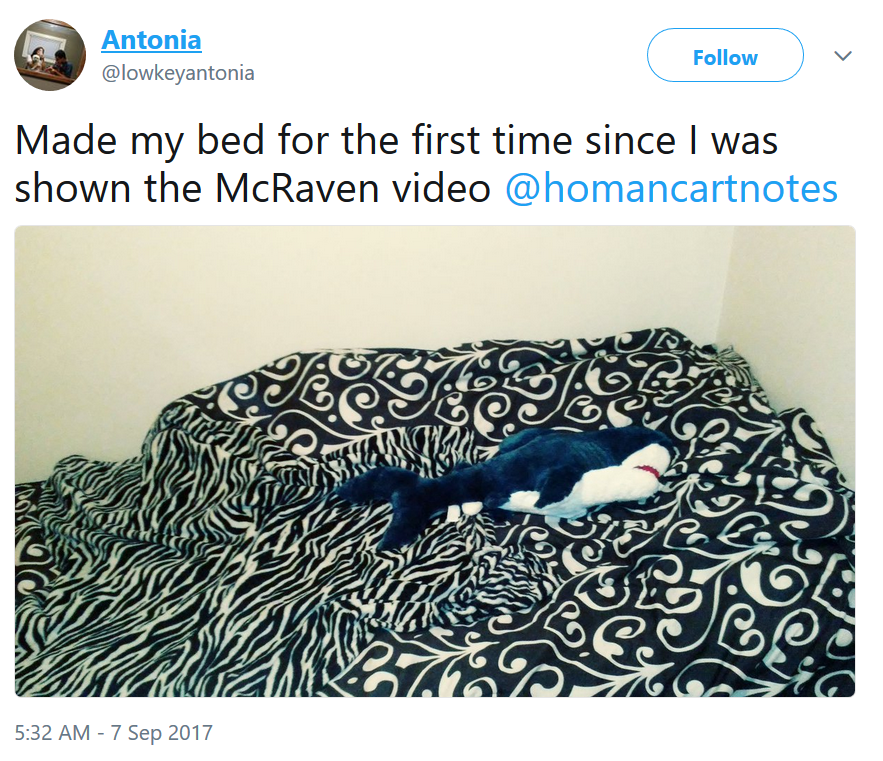 Antonia
@lowkeyantonia
Follow
Made my bed for the first time since I was
shown the McRaven video @homancartnotes
5:32 AM - 7 Sep 2017